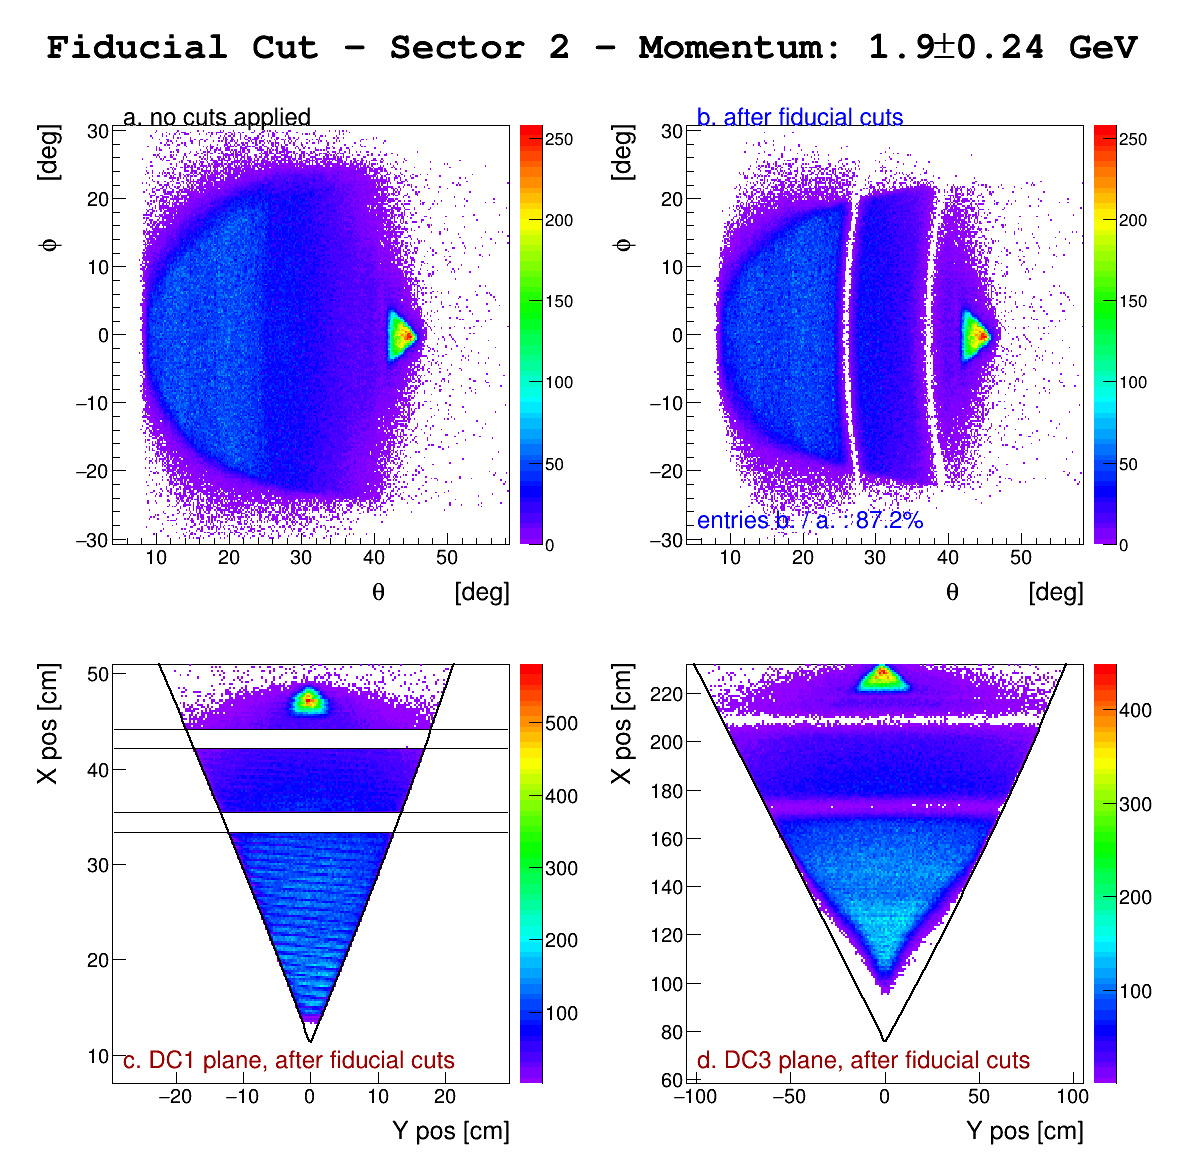 Fiducial Cut - Sector 2 - Momentum: 1.9±0.24 GeV
a. no cuts applied
[deg]
ϕ
30
20
10
0
−10
−20
−30
10 20 30 40 50
θ [deg]
250
200
150
100
50
0
b. after fiducial cuts
[deg]
ϕ
30
20
10
0
−10
−20
−30
entries b. / a. : 87.2%
10 20 30 40 50
θ [deg]
250
200
150
100
50
0
X pos [cm]
50
40
30
20
10
c. DC1 plane, after fiducial cuts
−20 −10 0 10 20
Y pos [cm]
500
400
300
200
100
X pos [cm]
220
200
180
160
140
120
100
80
60
d. DC3 plane, after fiducial cuts
−100 −50 0 50 100
Y pos [cm]
400
300
200
100